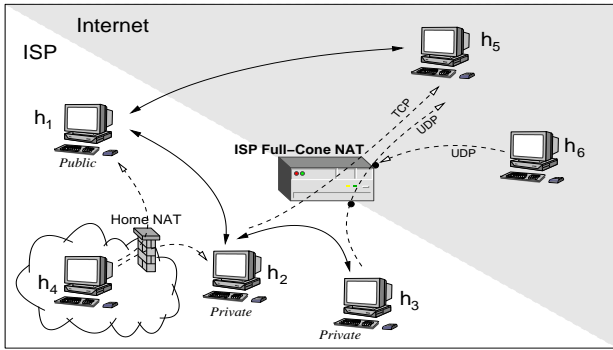 Internet
ISP
h5
h1
Public
TCP
UDP
ISP Full-Cone NAT
UDP
h6
Home NAT
h4
h2
Private
h3
Private